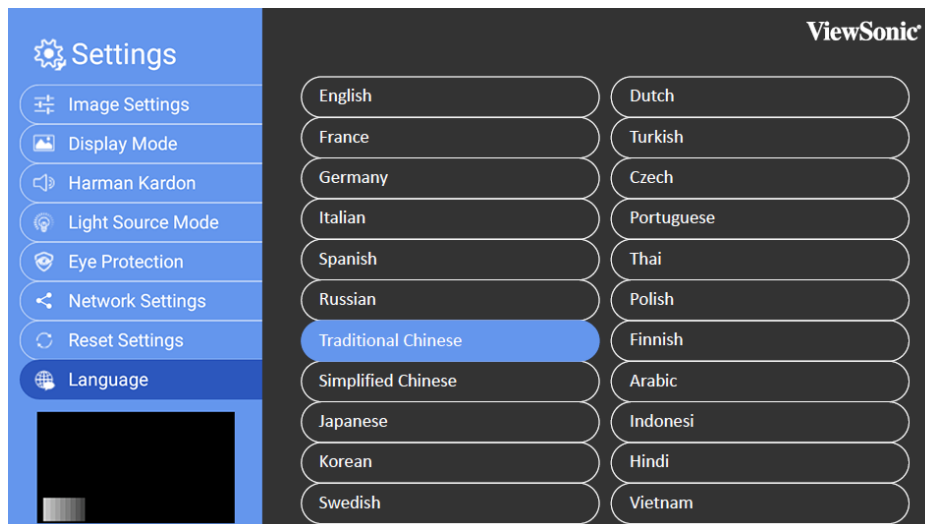 ViewSonic
Settings
Image Settings
Display Mode
Harman Kardon
Light Source Mode
Eye Protection
Network Settings
Reset Settings
Language
English
France
Germany
Italian
Spanish
Russian
Traditional Chinese
Simplified Chinese
Japanese
Korean
Swedish
Dutch
Turkish
Czech
Portuguese
Thai
Polish
Finnish
Arabic
Indonesi
Hindi
Vietnam